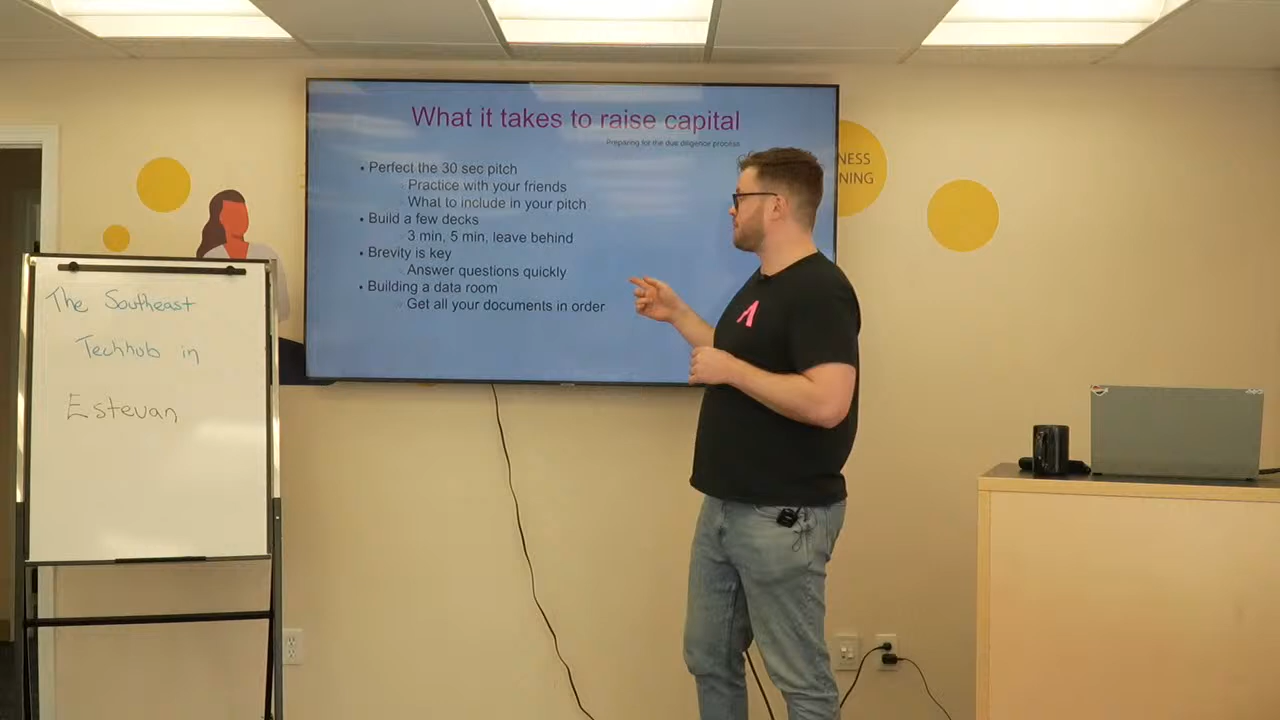 What it takes to raise capital
Preparing for the due diligence process
• Perfect the 30 sec pitch
○ Practice with your friends
○ What to include in your pitch
• Build a few decks
○ 3 min, 5 min, leave behind
• Brevity is key
○ Answer questions quickly
• Building a data room
○ Get all your documents in order
NESS
NING
The Southeast
Techhub in
Estevan